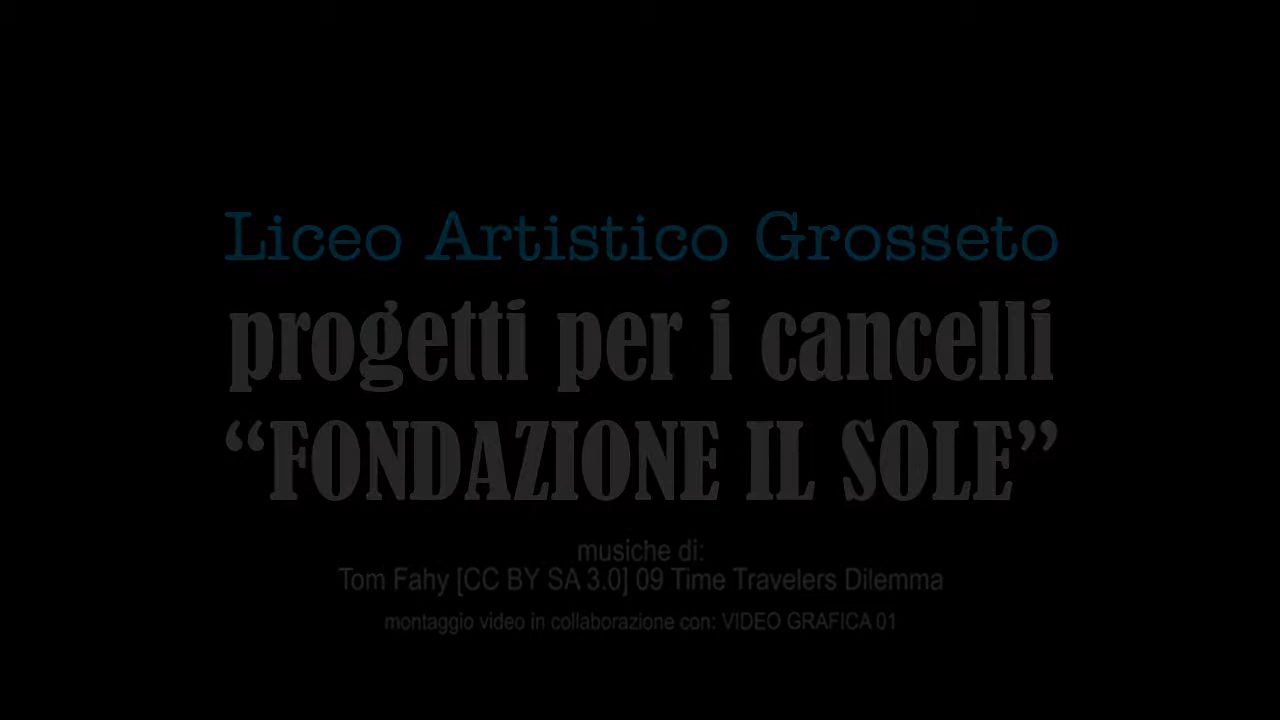 Liceo Artistico Grosseto
progetti per i cancelli
“FONDAZIONE IL SOLE”
musiche di:
Tom Fahy [CC BY SA 3.0] 09 Time Travelers Dilemma
montaggio video in collaborazione con: VIDEO GRAFICA 01